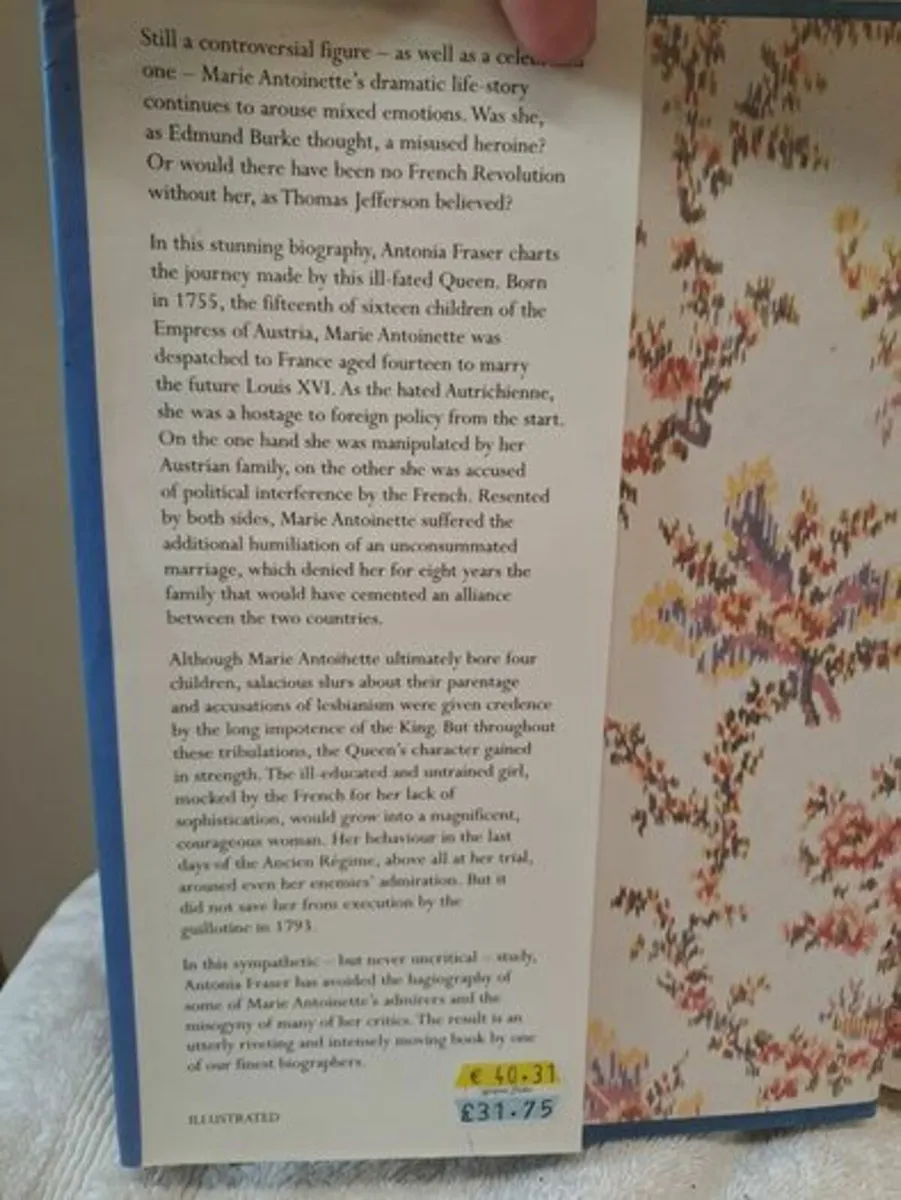 Still a controversial figure – as well as a
one – Marie Antoinette's dramatic life-story
continues to arouse mixed emotions. Was she,
as Edmund Burke thought, a misused heroine?
Or would there have been no French Revolution
without her, as Thomas Jefferson believed?
In this stunning biography, Antonia Fraser charts
the journey made by this ill-fated Queen. Born
in 1755, the fifteenth of sixteen children of the
Empress of Austria, Marie Antoinette was
despatched to France aged fourteen to marry
the future Louis XVI. As the hated Autrichienne,
she was a hostage to foreign policy from the start.
On the one hand she was manipulated by her
Austrian family, on the other she was accused
of political interference by the French. Resented
by both sides, Marie Antoinette suffered the
additional humiliation of an unconsummated
marriage, which denied her for eight years the
family that would have cemented an alliance
between the two countries.
Although Marie Antoinette ultimately bore four
children, salacious slurs about their parentage
and accusations of lesbianism were given credence
by the long impotence of the King. But throughout
these tribulations, the Queen's character gained
in strength. The ill-educated and untrained girl,
mocked by the French for her lack of
sophistication, would grow into a magnificent,
courageous woman. Her behaviour in the last
days of the Ancien Régime, above all at her trial,
aroused even her enemies' admiration. But it
did not save her from execution by the
guillotine in 1793.
In this sympathetic – but never uncritical – study,
Antonia Fraser has avoided the hagiography of
some of Marie Antoinette's admirers and the
misogyny of many of her critics. The result is an
utterly riveting and intensely moving book by one
of our finest biographers.
€ 40.31
£31.75
ILLUSTRATED